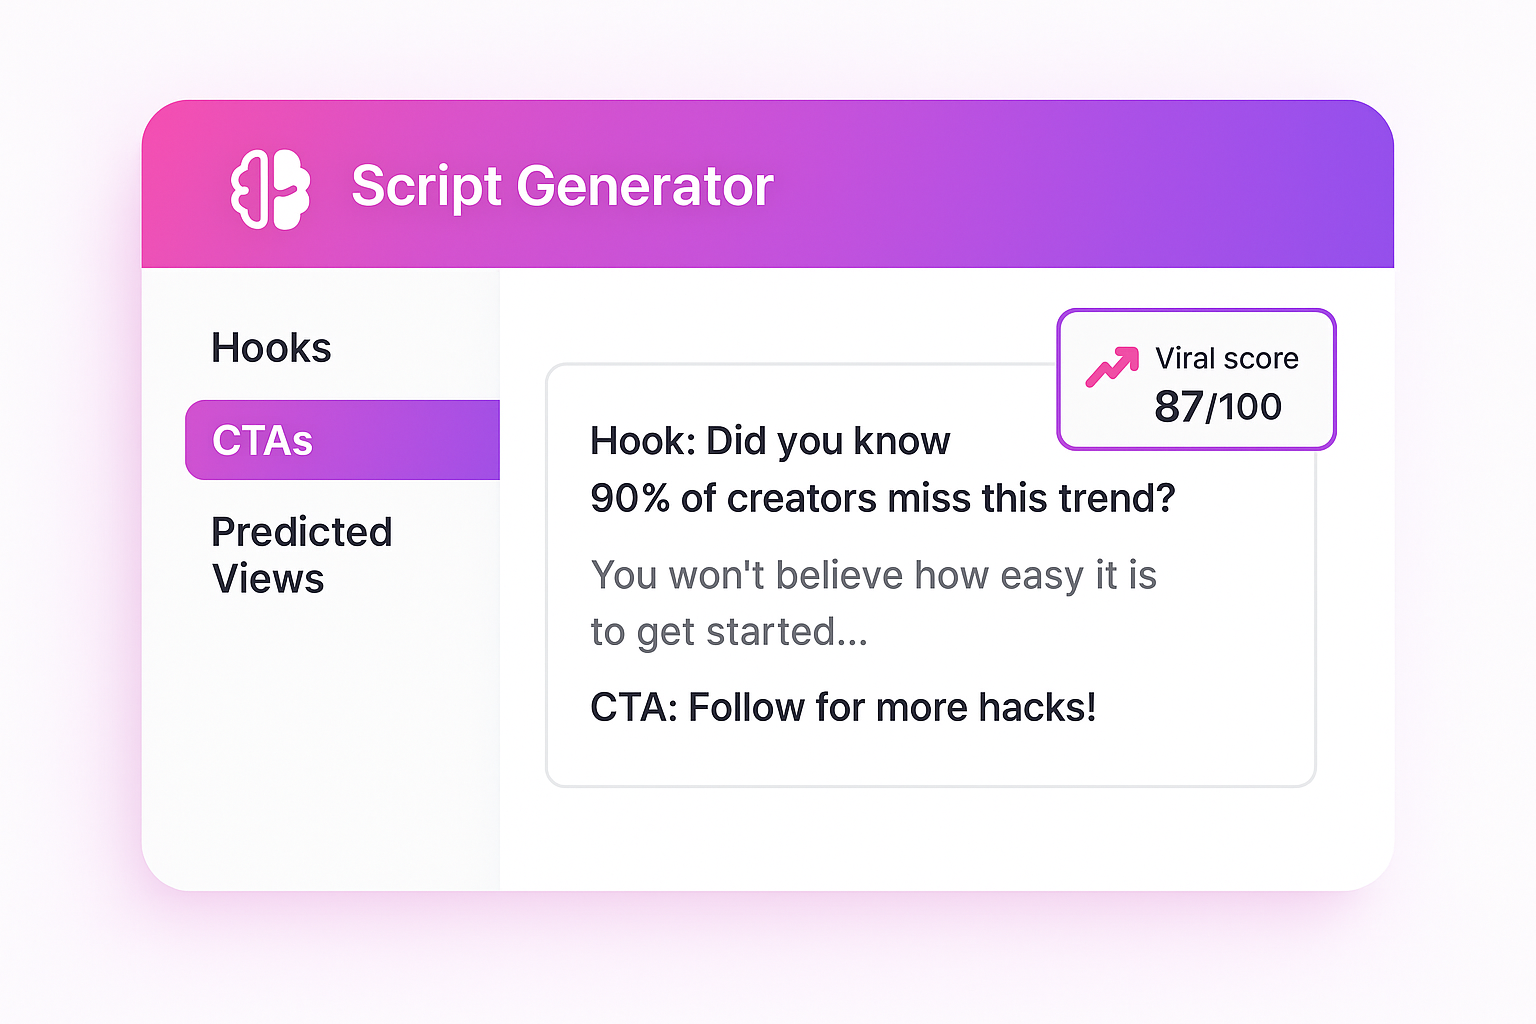 Script Generator
Hooks
CTAs
Predicted
Views
Viral score
87/100
Hook: Did you know
90% of creators miss this trend?
You won't believe how easy it is
to get started...
CTA: Follow for more hacks!